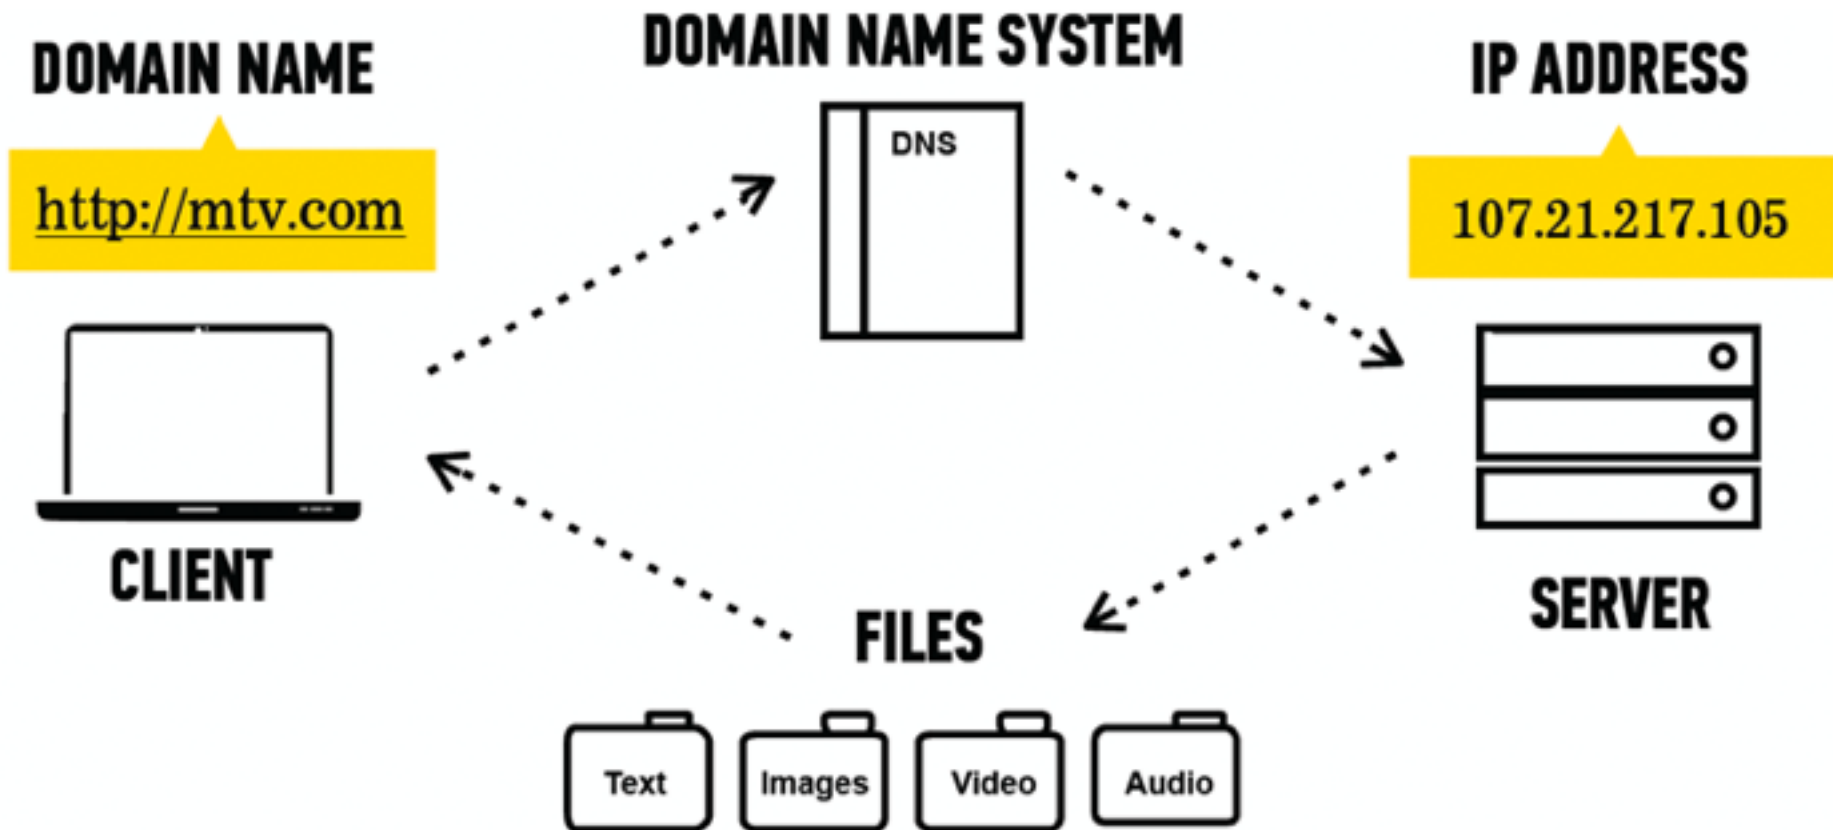 DOMAIN NAME SYSTEM
DOMAIN NAME
IP ADDRESS
DNS
http://mtv.com
107.21.217.105
CLIENT
SERVER
FILES
Text
Images
Video
Audio